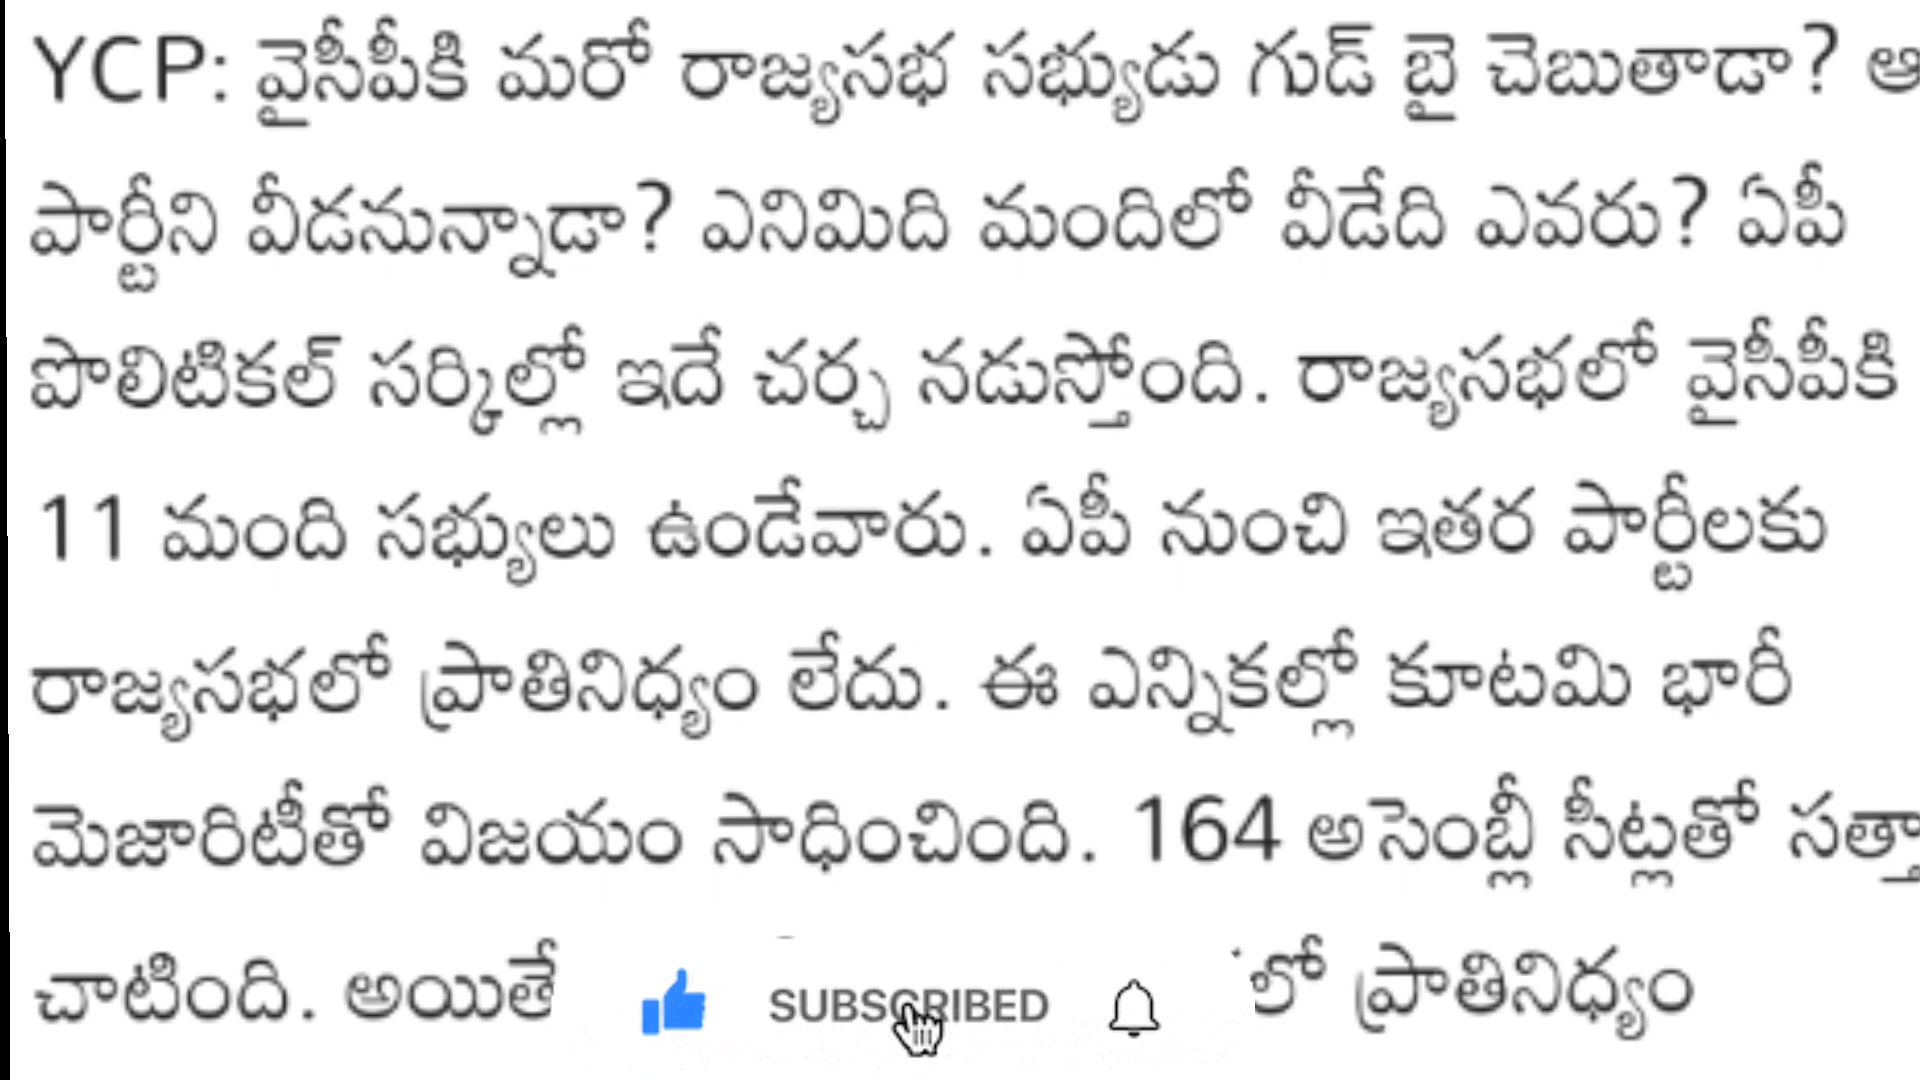 YCP: వైసీపీకి మరో రాజ్యసభ సభ్యుడు గుడ్ బై చెబుతాడా?
పార్టీని వీడనున్నాడా? ఎనిమిది మందిలో వీడేది ఎవరు? ఏపీ
పొలిటికల్ సర్కిల్లో ఇదే చర్చ నడుస్తోంది. రాజ్యసభలో వైసీపీకి
11 మంది సభ్యులు ఉండేవారు. ఏపీ నుంచి ఇతర పార్టీలకు
రాజ్యసభలో ప్రాతినిధ్యం లేదు. ఈ ఎన్నికల్లో కూటమి భారీ
మెజారిటీతో విజయం సాధించింది. 164 అసెంబ్లీ సీట్లతో సత్తా
చాటింది. అయితే ప్రాతినిధ్యం
SUBSCRIBED